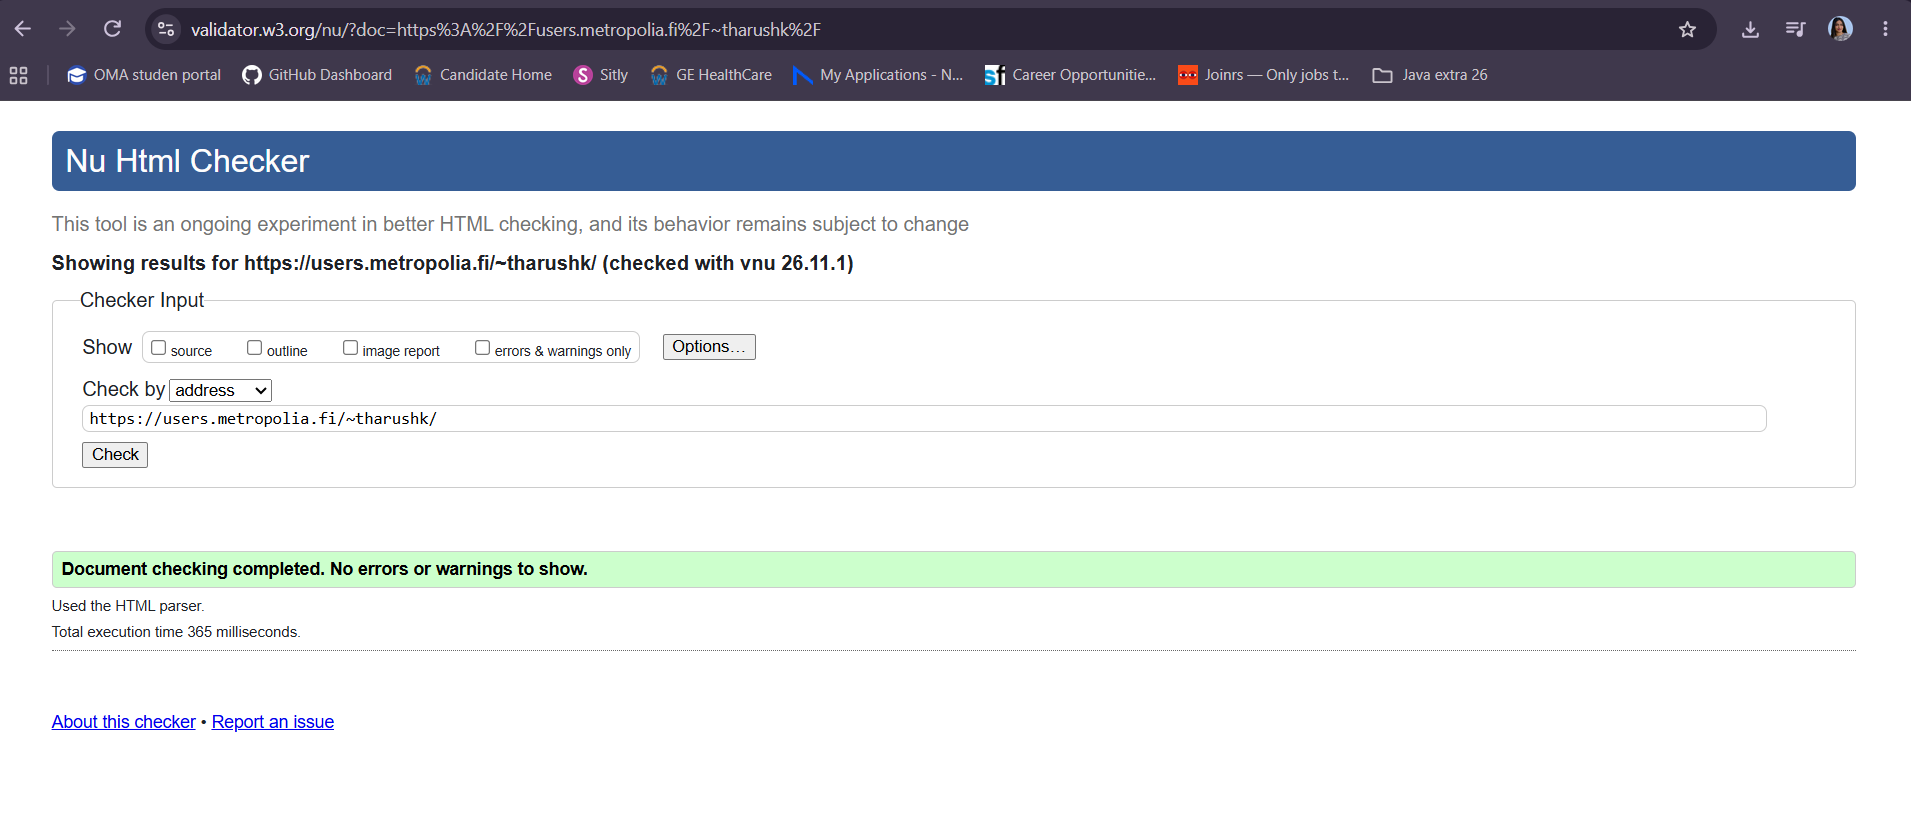 validator.w3.org/nu/?doc=https%3A%2F%2Fusers.metropolia.fi%2F~tharushk%2F
OMA studen portal GitHub Dashboard Candidate Home Sitly GE HealthCare My Applications - N... Career Opportunitie... Joinrs — Only jobs t... Java extra 26
Nu Html Checker
This tool is an ongoing experiment in better HTML checking, and its behavior remains subject to change
Showing results for https://users.metropolia.fi/~tharushk/ (checked with vnu 26.11.1)
Checker Input
Show source outline image report errors & warnings only Options...
Check by address
https://users.metropolia.fi/~tharushk/
Check
Document checking completed. No errors or warnings to show.
Used the HTML parser.
Total execution time 365 milliseconds.
About this checker • Report an issue